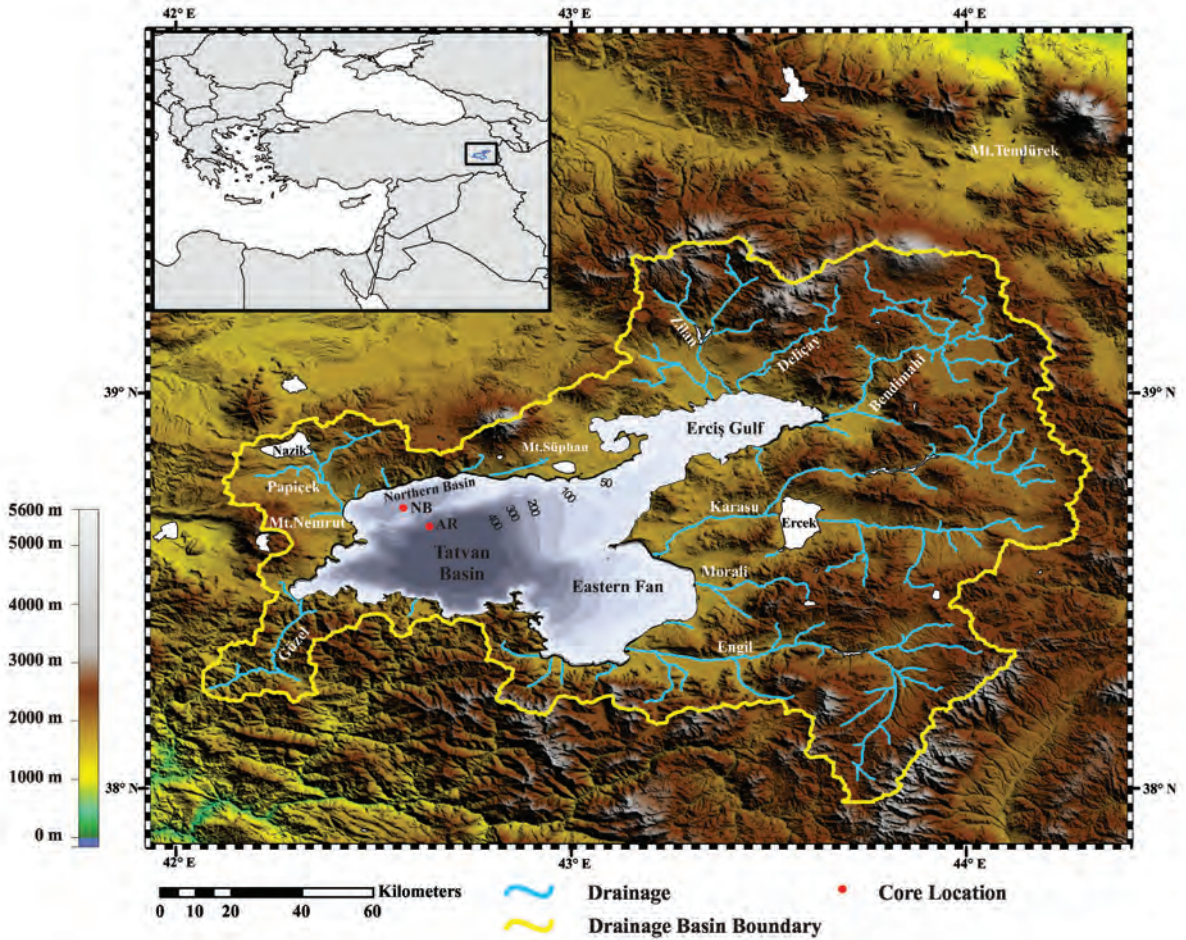 42° E
43° E
44° E
Mt.Tendürek
39° N
39° N
Zilan
Deliçay
Bendimahi
Erciş Gulf
Nazik
Mt.Süphan
Papiçek
Northern Basin
50
100
200
300
400
NB
Mt.Nemrut
AR
Karasu
Ercek
Tatvan
Basin
Eastern Fan
Morali
Engil
Güzel
5600 m
5000 m
4000 m
3000 m
2000 m
1000 m
0 m
38° N
38° N
42° E
43° E
44° E
Kilometers
0 10 20 40 60
Drainage
Core Location
Drainage Basin Boundary